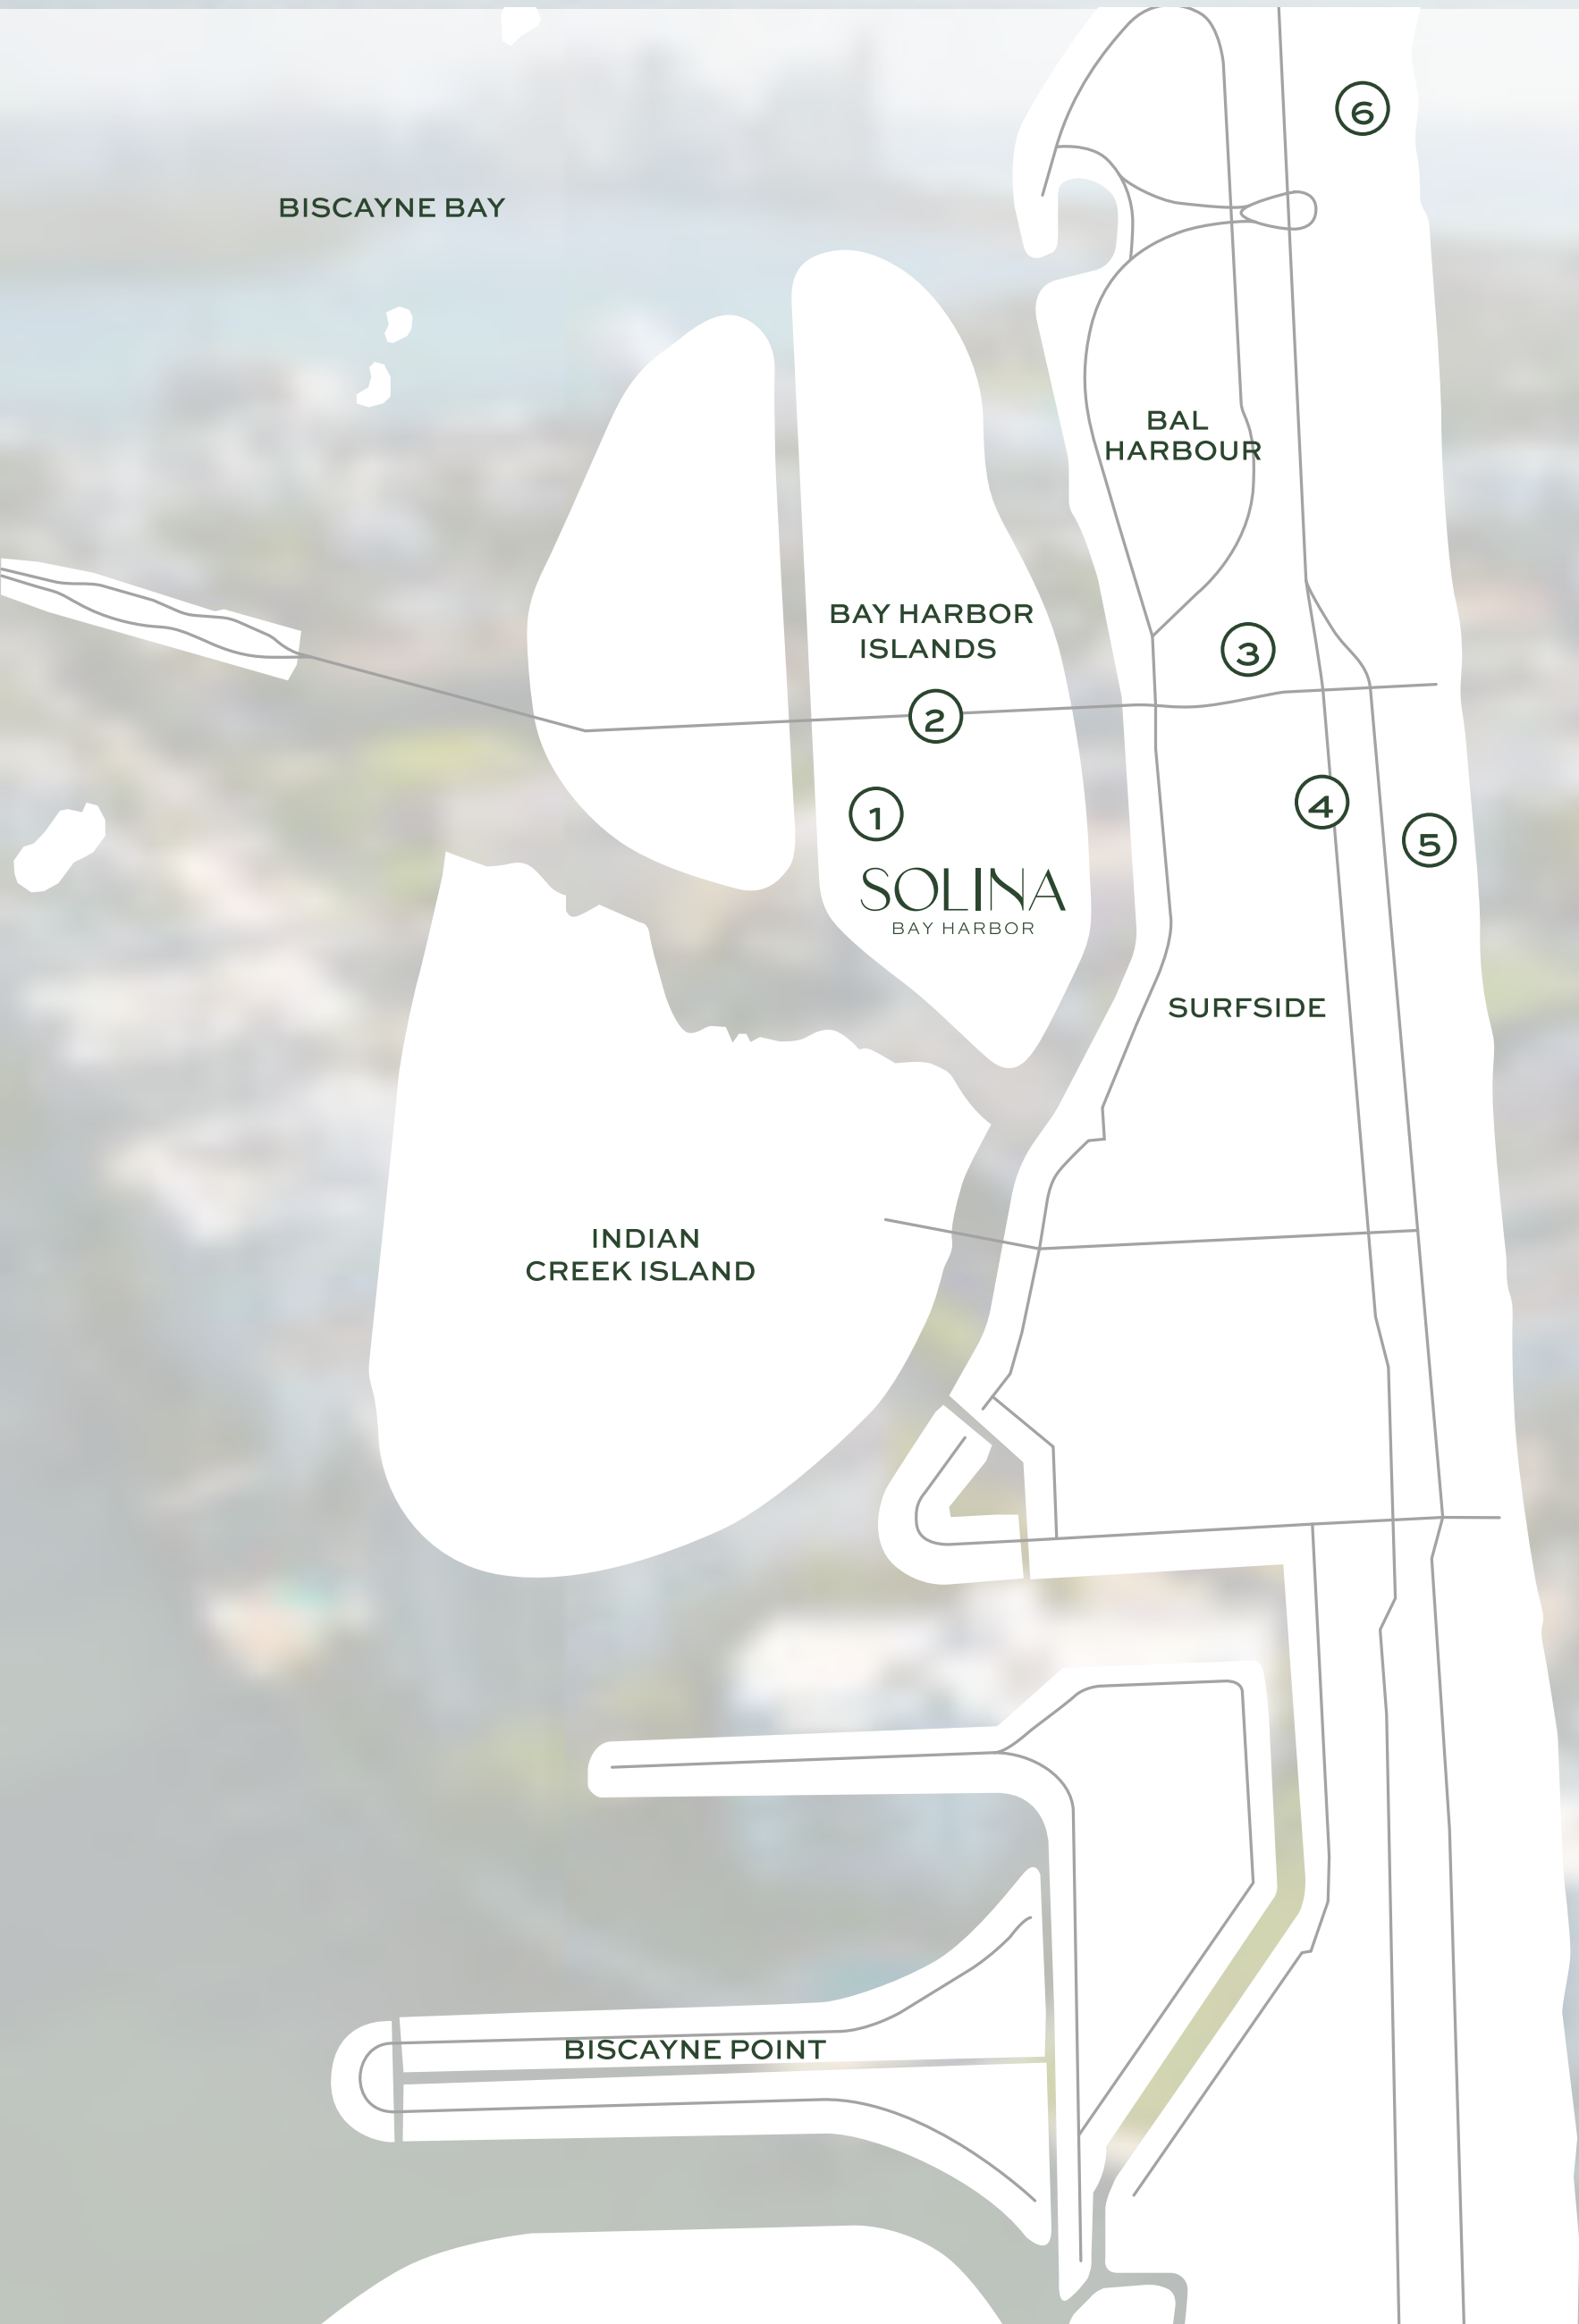 6
BISCAYNE BAY
BAL
HARBOUR
BAY HARBOR
ISLANDS
3
2
4
1
5
SOLINA
BAY HARBOR
SURFSIDE
INDIAN
CREEK ISLAND
BISCAYNE POINT